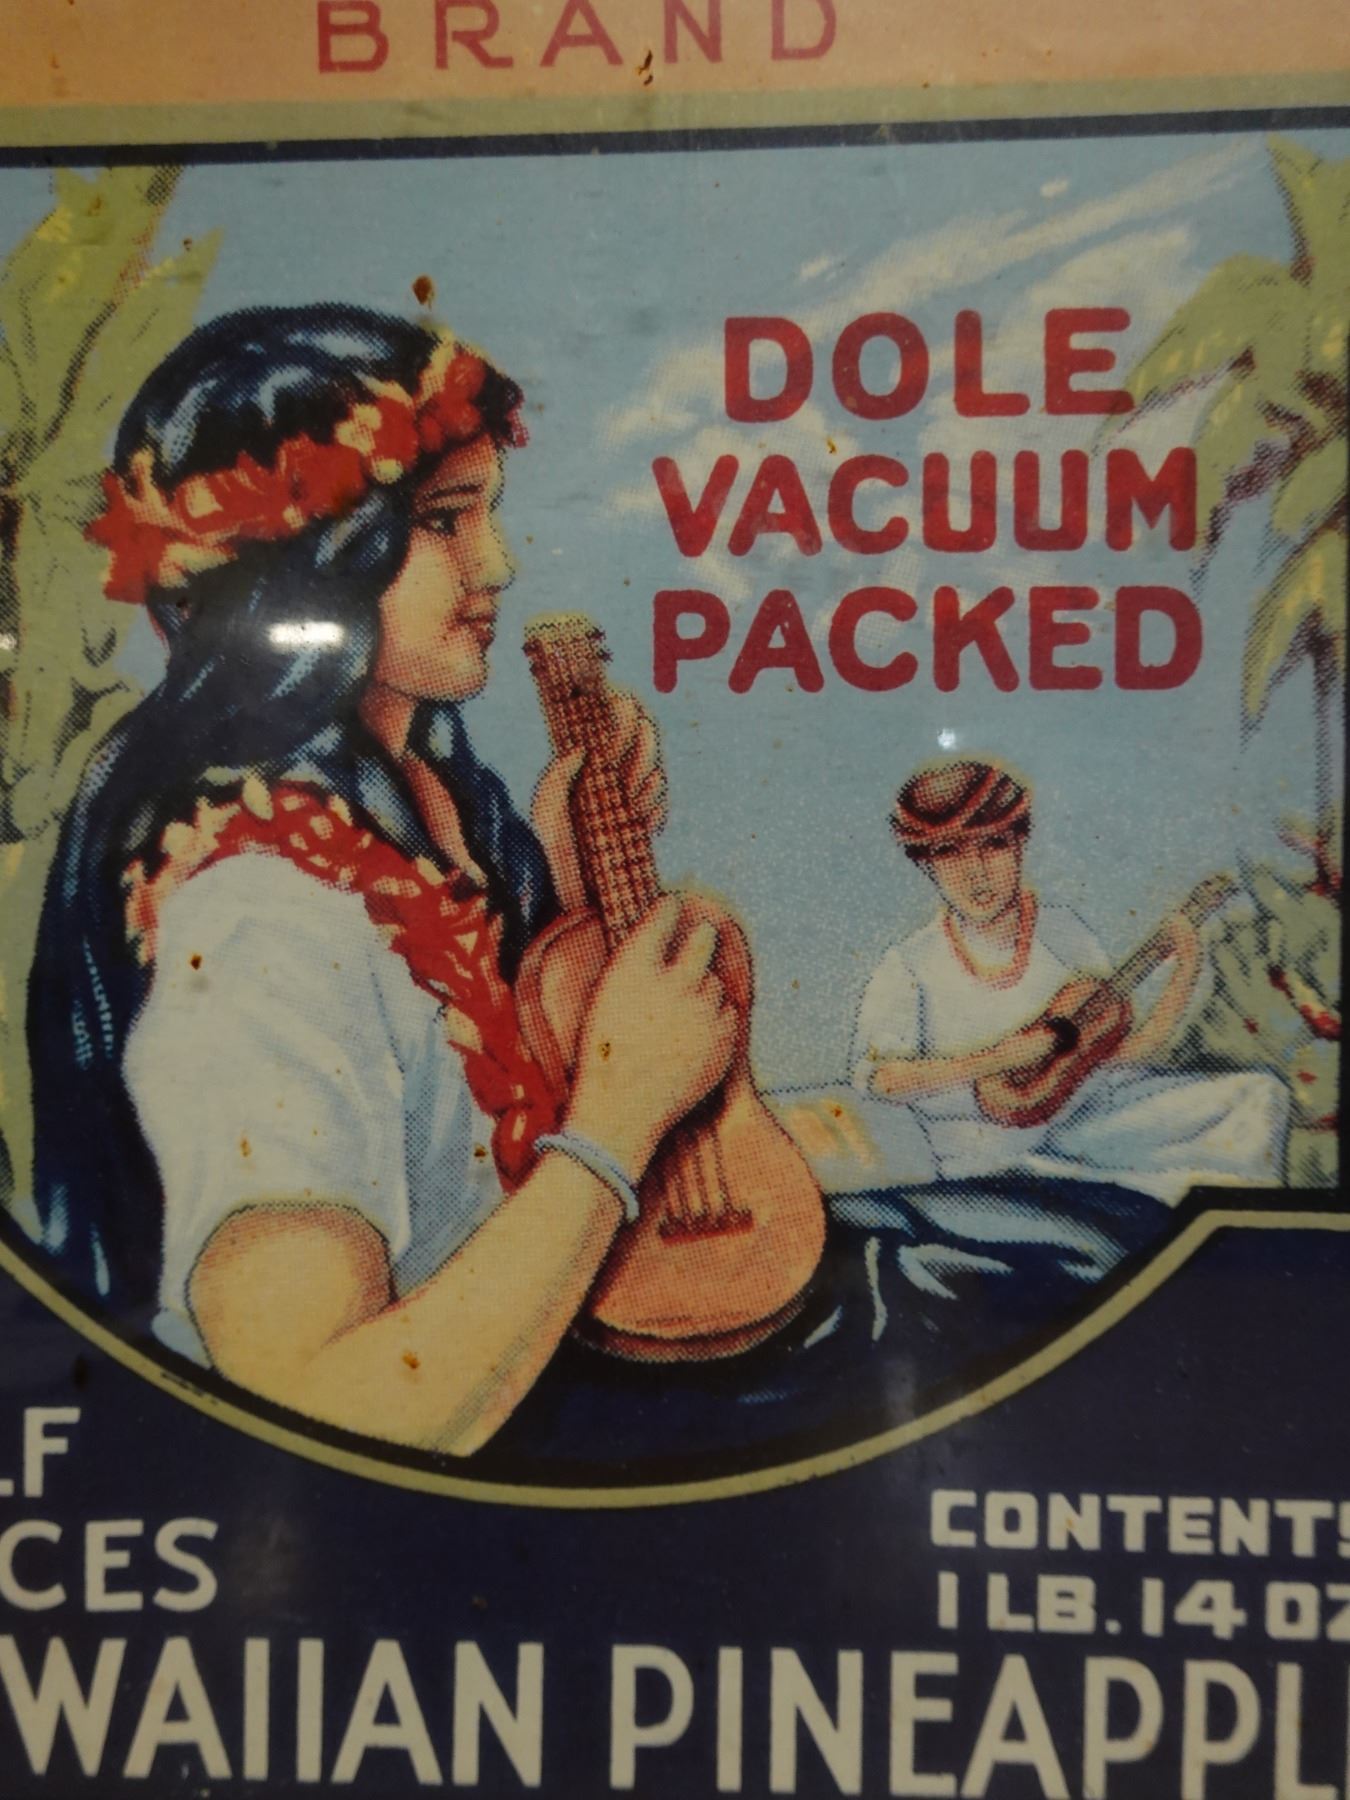 BRAND
DOLE
VACUUM
PACKED
LF
CES
CONTENTS
1 LB. 14 OZ
WAIIAN PINEAPPL